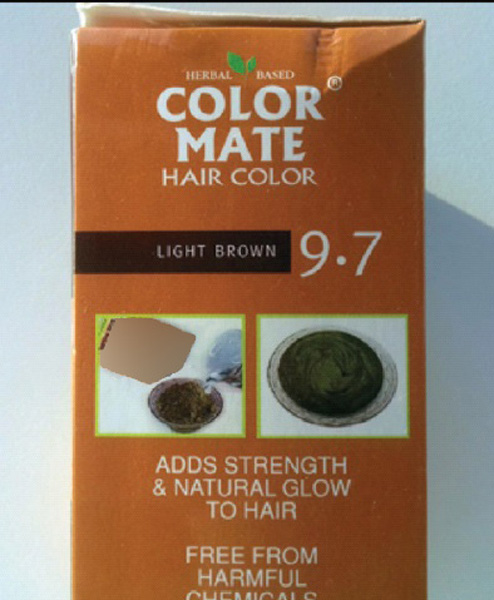 HERBAL BASED
COLOR®
MATE
HAIR COLOR
LIGHT BROWN 9.7
ADDS STRENGTH
& NATURAL GLOW
TO HAIR
FREE FROM
HARMFUL
CHEMICALS